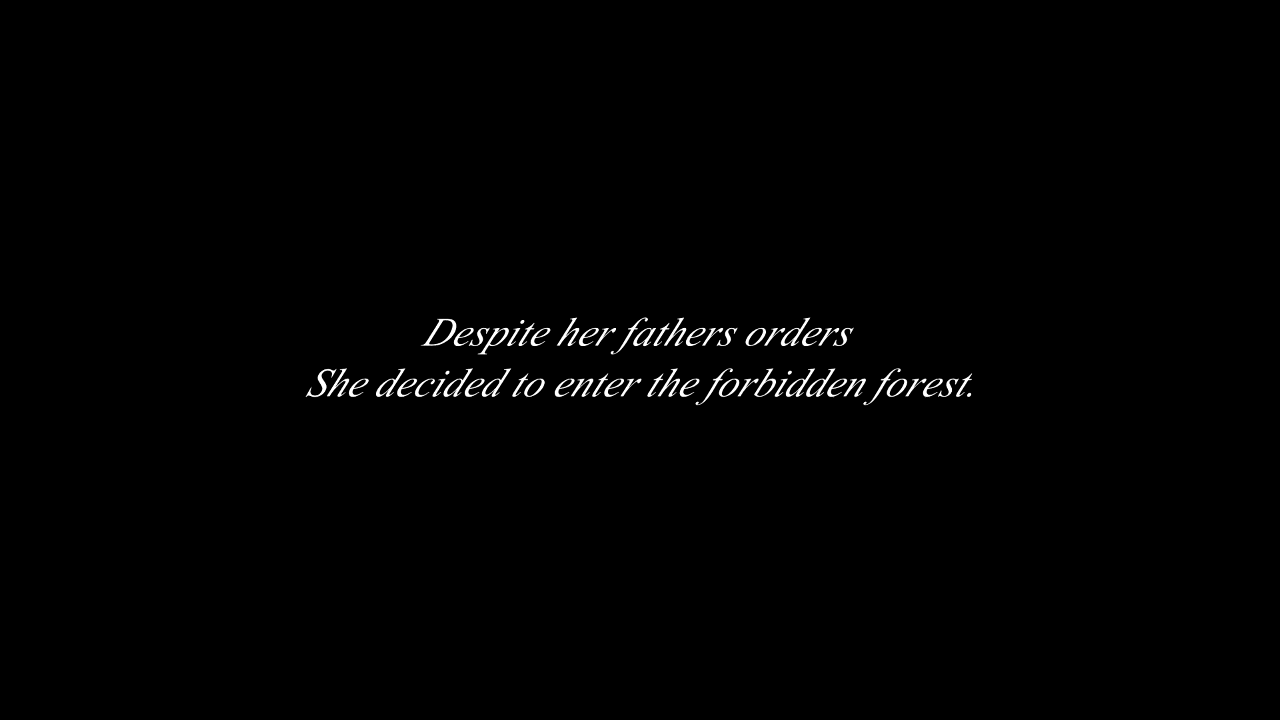 Despite her fathers orders
She decided to enter the forbidden forest.